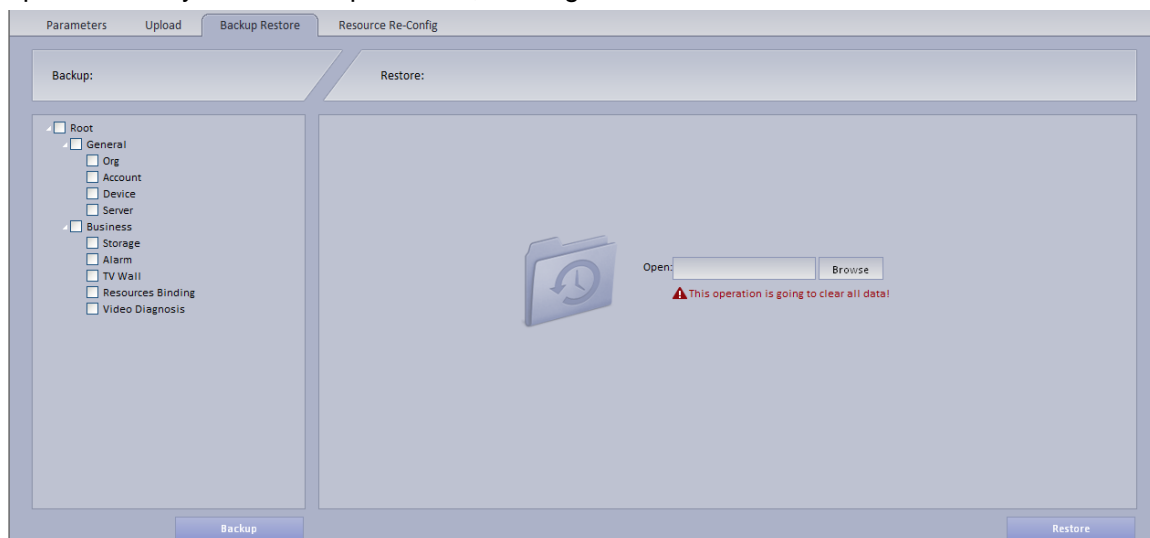 Parameters Upload Backup Restore Resource Re-Config
Backup: Restore:
Root
General
Org
Account
Device
Server
Business
Storage
Alarm
TV Wall
Resources Binding
Video Diagnosis
Open: Browse
This operation is going to clear all data!
Backup Restore